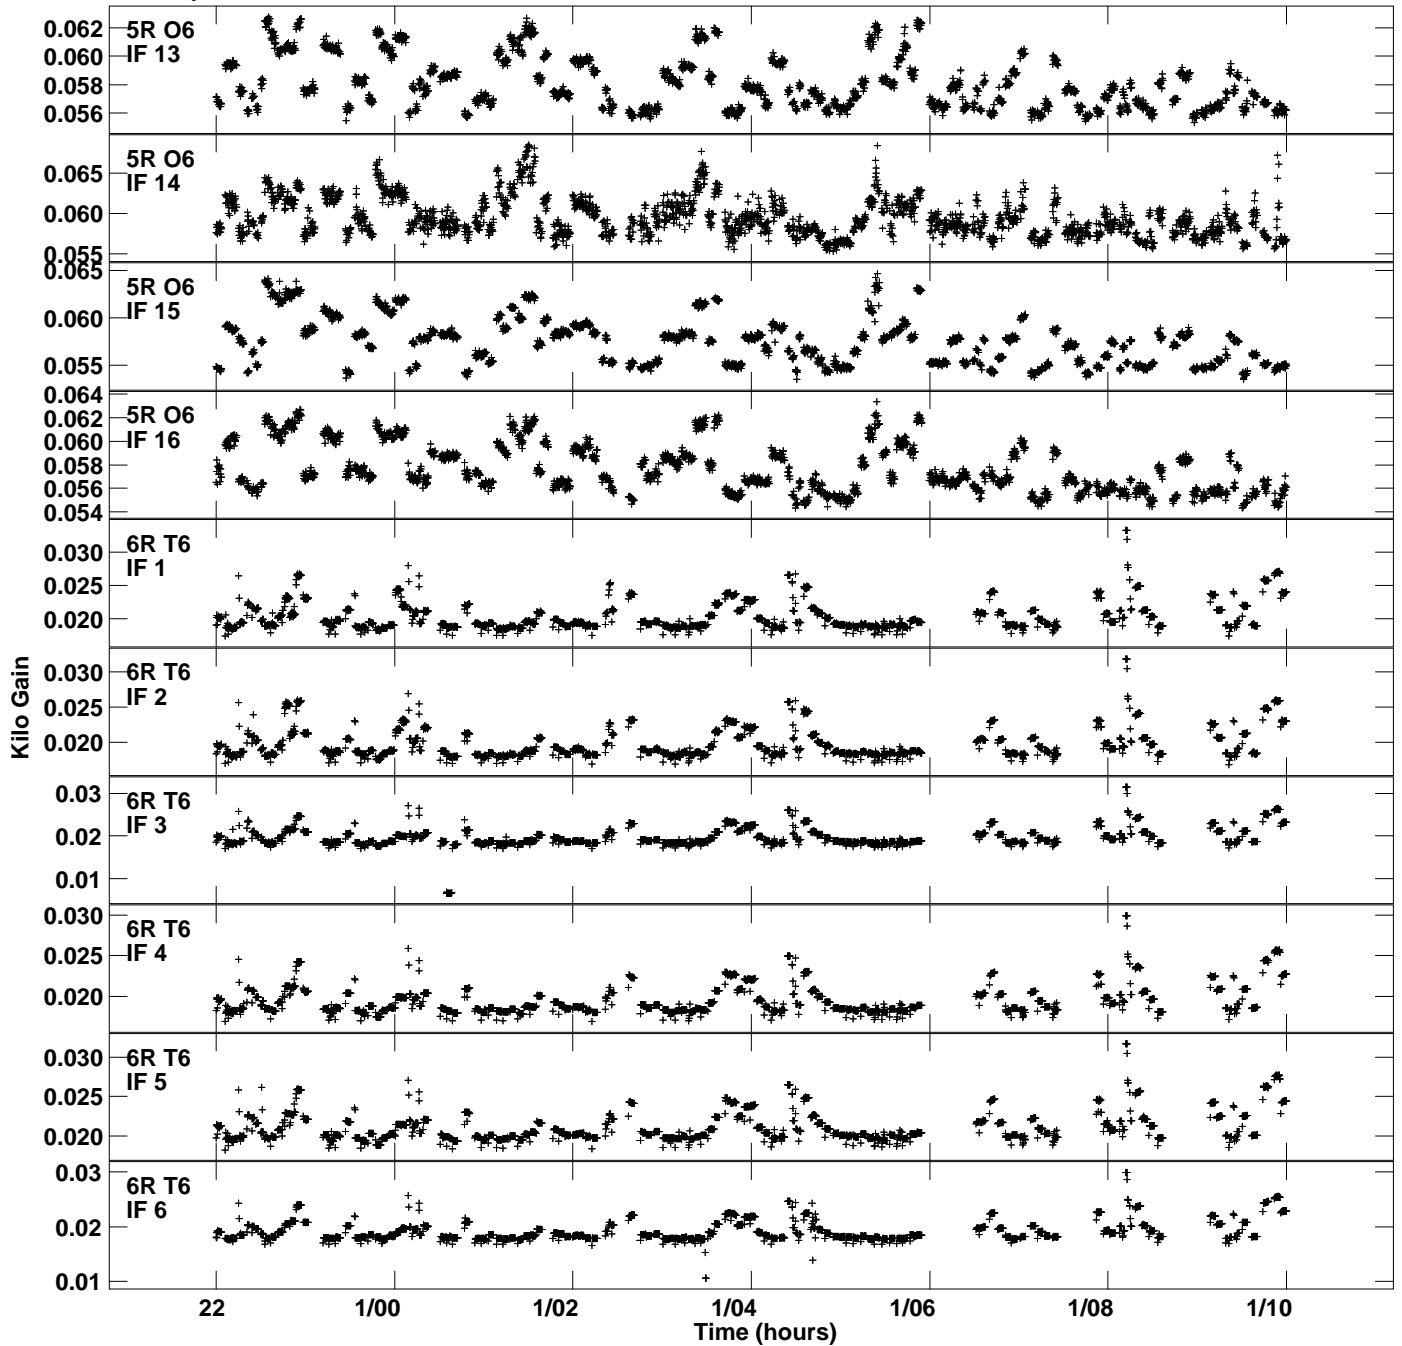 5R O6
IF 13
0.062
0.060
0.058
0.056
5R O6
IF 14
0.065
0.060
0.055
5R O6
IF 15
0.065
0.060
0.055
5R O6
IF 16
0.064
0.062
0.060
0.058
0.056
0.054
6R T6
IF 1
0.030
0.025
0.020
6R T6
IF 2
0.030
0.025
0.020
6R T6
IF 3
0.03
0.02
0.01
6R T6
IF 4
0.030
0.025
0.020
6R T6
IF 5
0.030
0.025
0.020
6R T6
IF 6
0.03
0.02
0.01
Kilo Gain
22 1/00 1/02 1/04 1/06 1/08 1/10
Time (hours)